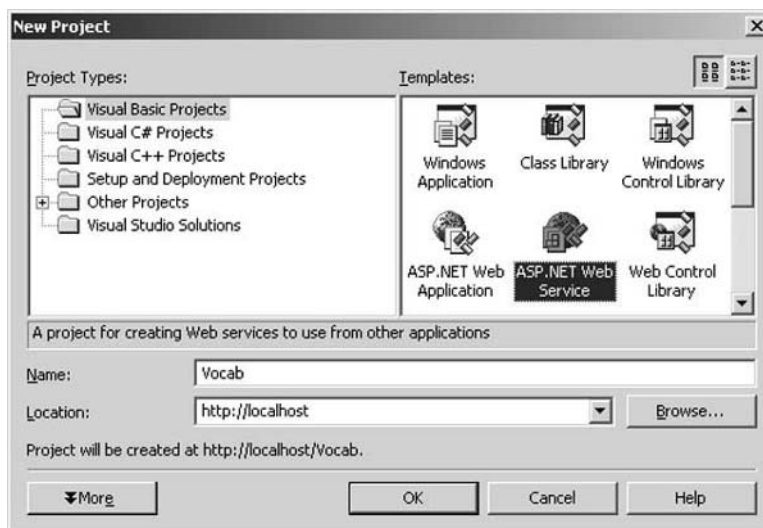 New Project
Project Types:
Templates:
Visual Basic Projects
Visual C# Projects
Visual C++ Projects
Setup and Deployment Projects
Other Projects
Visual Studio Solutions
Windows
Application
Class Library
Windows
Control Library
ASP.NET Web
Application
ASP.NET Web
Service
Web Control
Library
A project for creating Web services to use from other applications
Name:
Vocab
Location:
http://localhost
Browse...
Project will be created at http://localhost/Vocab.
More
OK
Cancel
Help